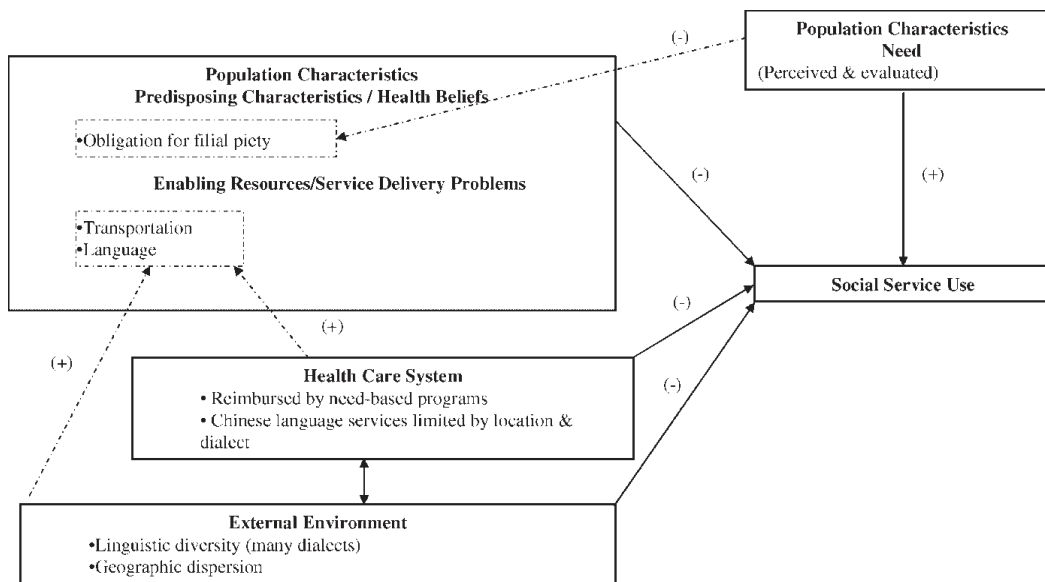 Population Characteristics
Need
(Perceived & evaluated)
(-)
Population Characteristics
Predisposing Characteristics / Health Beliefs
•Obligation for filial piety
Enabling Resources/Service Delivery Problems
•Transportation
•Language
(-)
(+)
Social Service Use
(+)
(-)
(+)
Health Care System
• Reimbursed by need-based programs
• Chinese language services limited by location &
dialect
(-)
External Environment
•Linguistic diversity (many dialects)
•Geographic dispersion